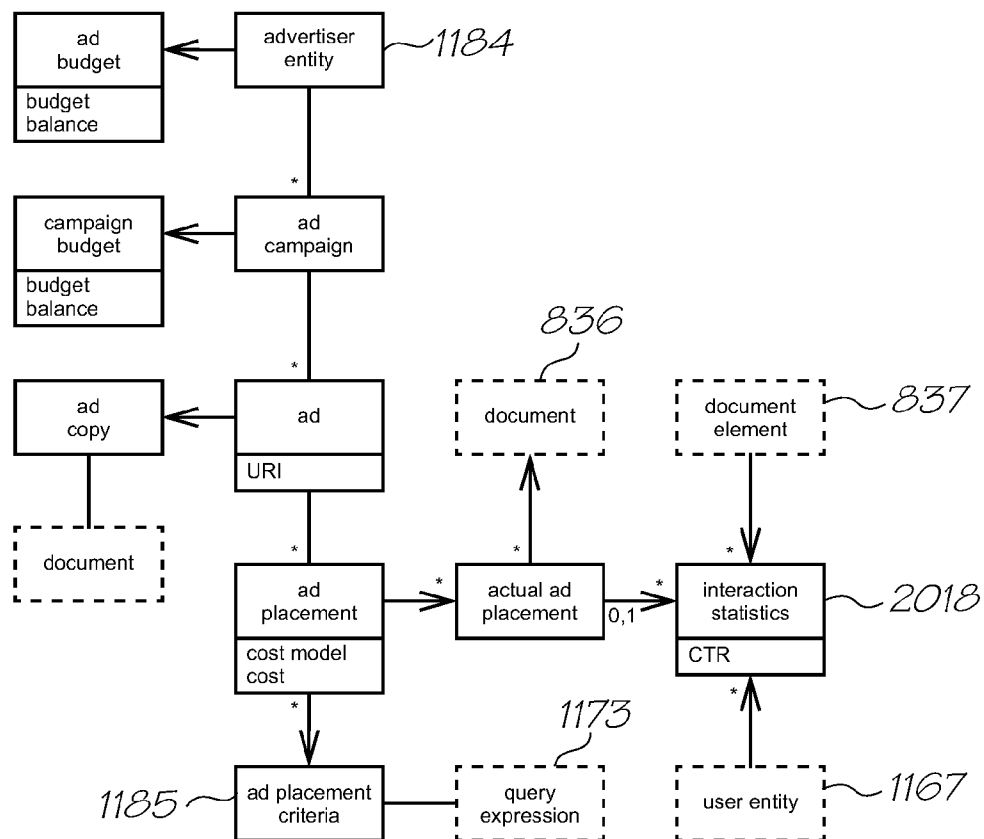 ad
budget
budget
balance
advertiser
entity
1184
*
campaign
budget
budget
balance
ad
campaign
*
836
ad
copy
ad
URI
document
document
element
837
document
*
*
*
ad
placement
cost model
cost
*
actual ad
placement
0,1
*
interaction
statistics
CTR
2018
*
*
1173
1185
ad placement
criteria
query
expression
user entity
1167